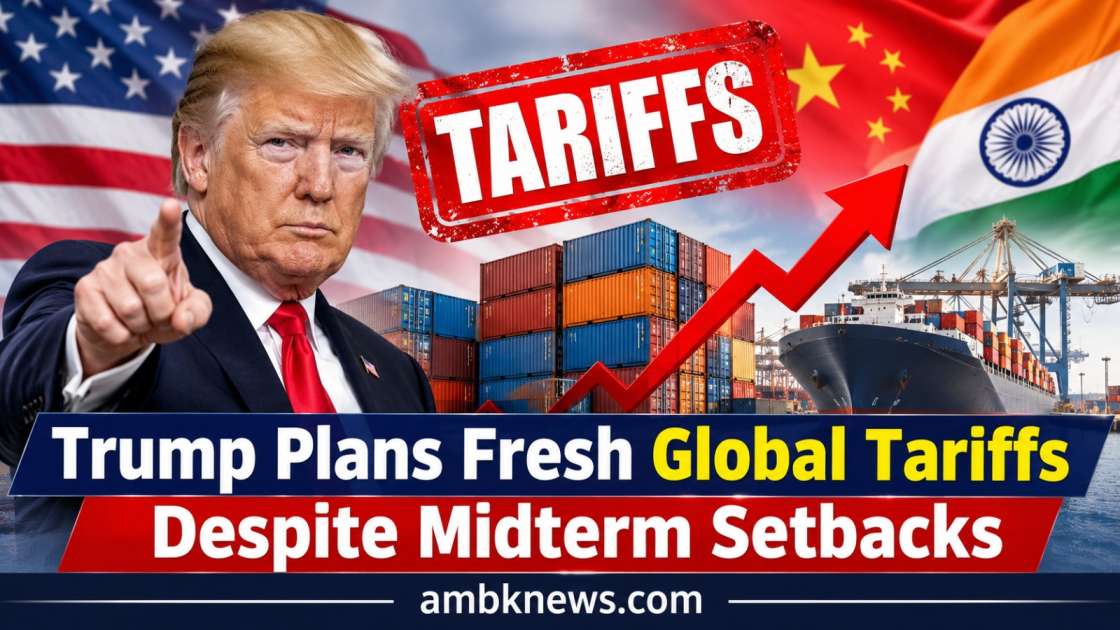 TARIFFS
Trump Plans Fresh Global Tariffs
Despite Midterm Setbacks
ambknews.com